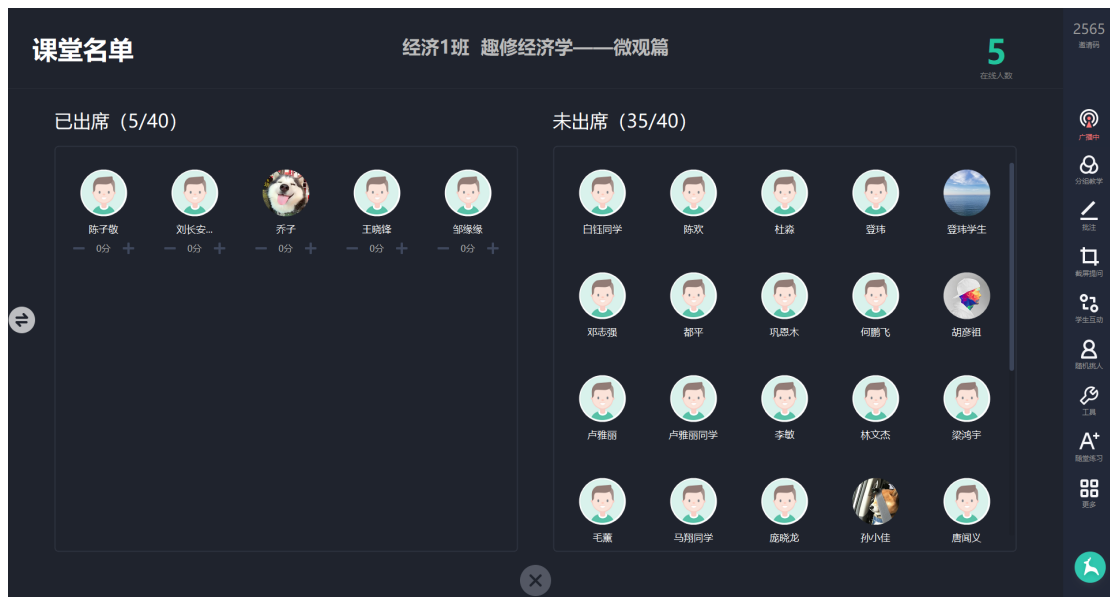 课堂名单
经济1班 趣修经济学——微观篇
5
在线人数
2565
邀请码
已出席（5/40）
陈子敬 刘长安... 乔子 王晓锋 邹缘缘
0分 0分 0分 0分 0分
未出席（35/40）
白钰同学 陈欢 杜淼 登玮 登玮学生
邓志强 都平 巩恩木 何鹏飞 胡彦祖
卢雅丽 卢雅丽同学 李敏 林文杰 梁鸿宇
毛薰 马翔同学 庞晓龙 孙小佳 唐闻义
广播中
分组教学
批注
截屏提问
学生互动
随机挑人
工具
A+
随堂练习
更多